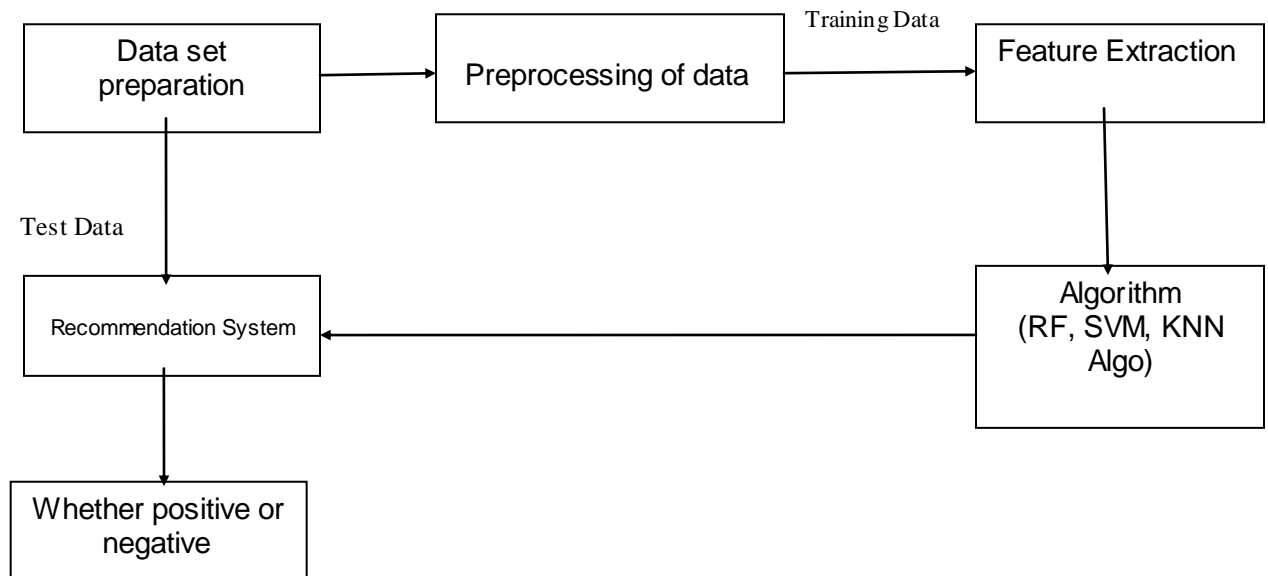 Training Data
Data set
preparation
Preprocessing of data
Feature Extraction
Test Data
Recommendation System
Algorithm
(RF, SVM, KNN
Algo)
Whether positive or
negative